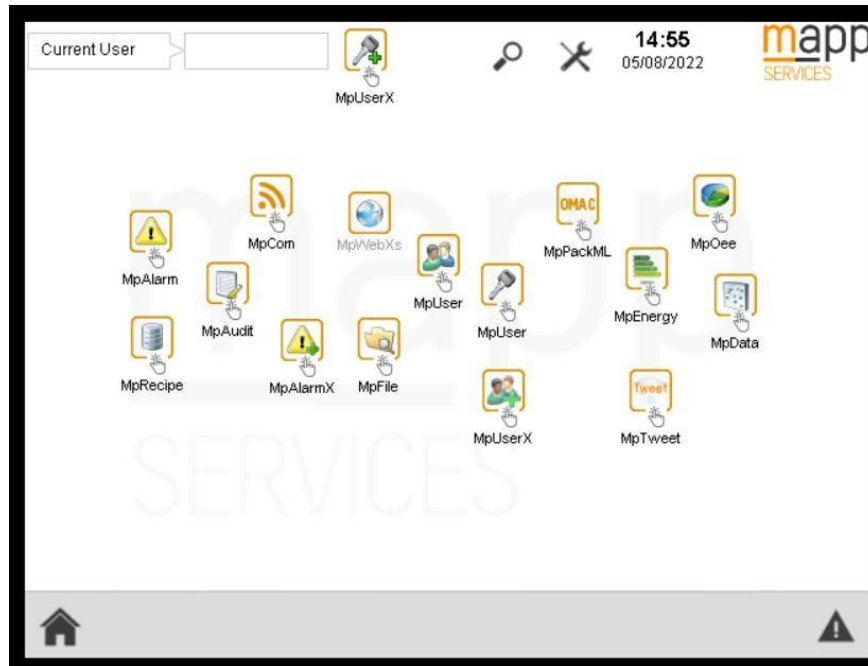 Current User
MpUserX
14:55
05/08/2022
mapp
SERVICES
MpAlarm
MpCom
MpWebXs
MpUser
OMAC
MpPackML
MpOee
MpAudit
MpUser
MpEnergy
MpData
MpRecipe
MpAlarmX
MpFile
MpUserX
Tweet
MpTweet
mapp
SERVICES